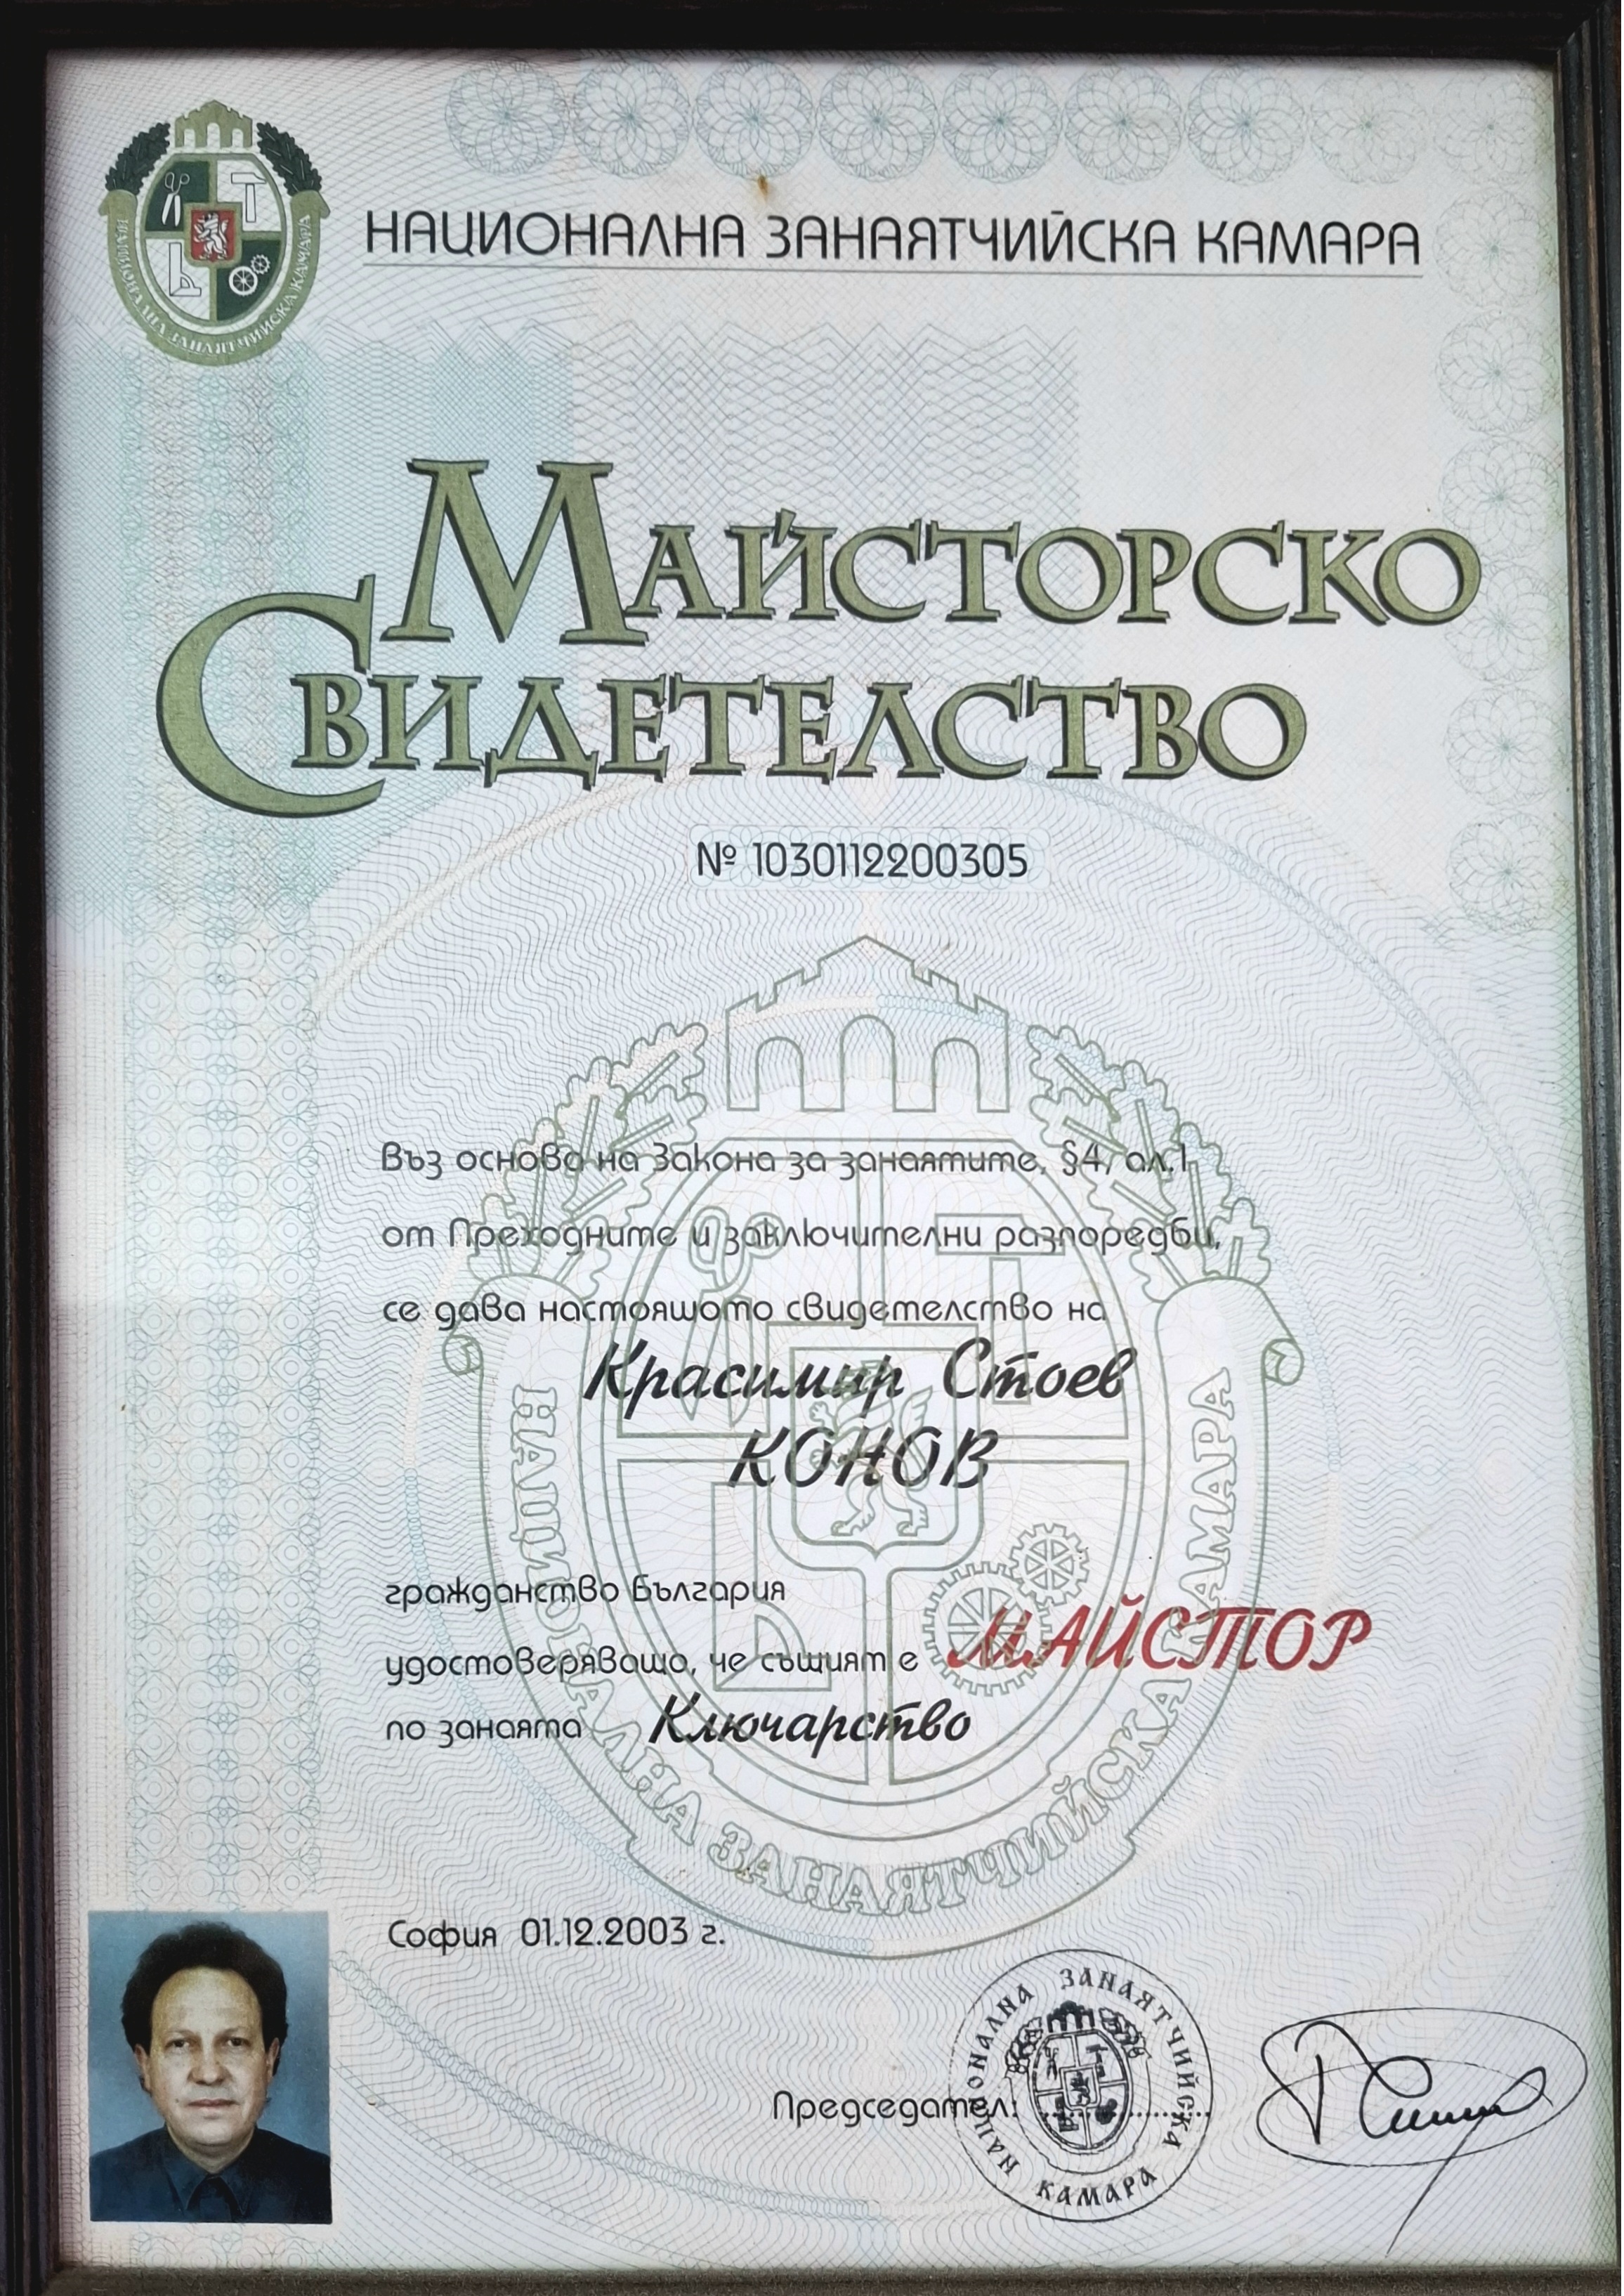 НАЦИОНАЛНА ЗАНАЯТЧИЙСКА КАМАРА
НАЦИОНАЛНА ЗАНАЯТЧИЙСКА КАМАРА
МАЙСТОРСКО
СВИДЕТЕЛСТВО
№ 1030112200305
Въз основа на Закона за занаятите, §4, ал.1,
от Преходните и заключителни разпоредби,
се дава настоящото свидетелство на
Красимир Стоев
КОНОВ
гражданство България
удостоверяващо, че същият е МАЙСТОР
по занаята Ключарство
НАЦИОНАЛНА ЗАНАЯТЧИЙСКА КАМАРА
София 01.12.2003 г.
Председател:
НАЦИОНАЛНА ЗАНАЯТЧИЙСКА КАМАРА